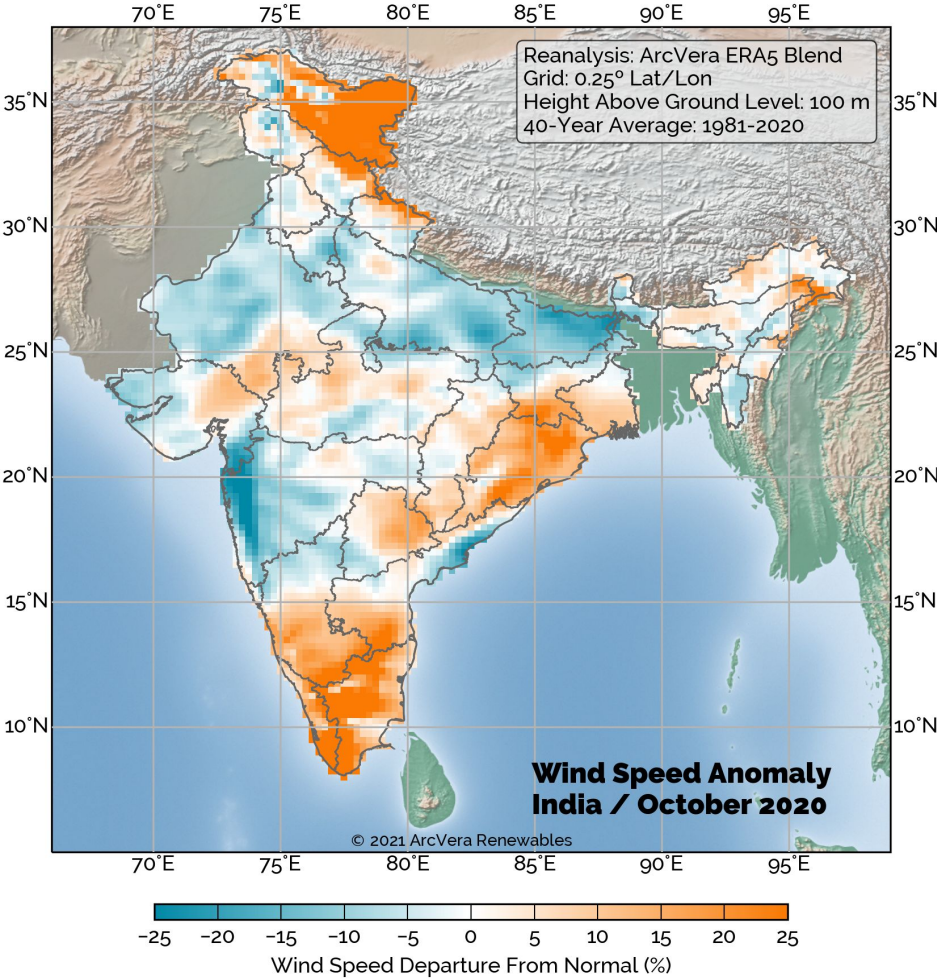 70°E 75°E 80°E 85°E 90°E 95°E
Reanalysis: ArcVera ERA5 Blend
Grid: 0.25º Lat/Lon
Height Above Ground Level: 100 m
40-Year Average: 1981-2020
35°N 35°N
30°N 30°N
25°N 25°N
20°N 20°N
15°N 15°N
10°N 10°N
Wind Speed Anomaly
India / October 2020
© 2021 ArcVera Renewables
70°E 75°E 80°E 85°E 90°E 95°E
−25 −20 −15 −10 −5 0 5 10 15 20 25
Wind Speed Departure From Normal (%)